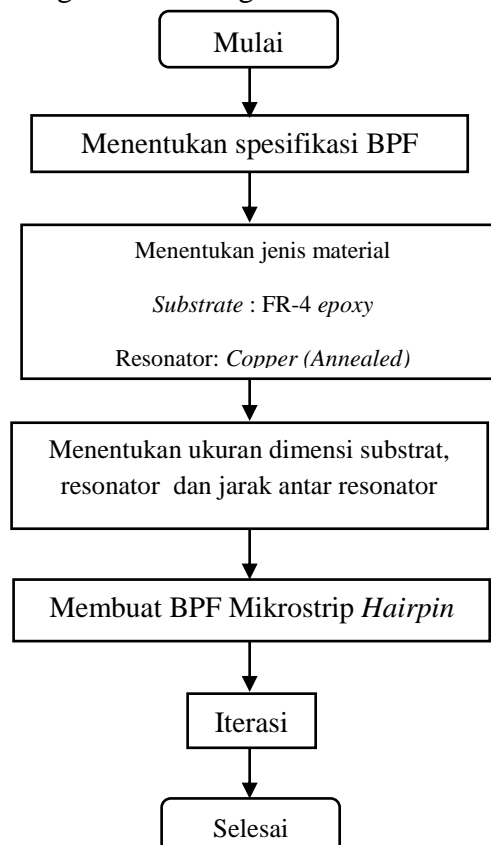 Mulai
Menentukan spesifikasi BPF
Menentukan jenis material
Substrate : FR-4 epoxy
Resonator: Copper (Annealed)
Menentukan ukuran dimensi substrat,
resonator dan jarak antar resonator
Membuat BPF Mikrostrip Hairpin
Iterasi
Selesai